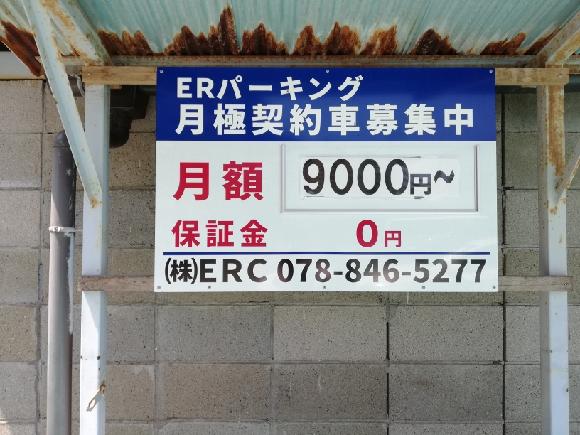 ERパーキング
月極契約車募集中
月額 9000円~
保証金 0円
㈱ERC 078-846-5277